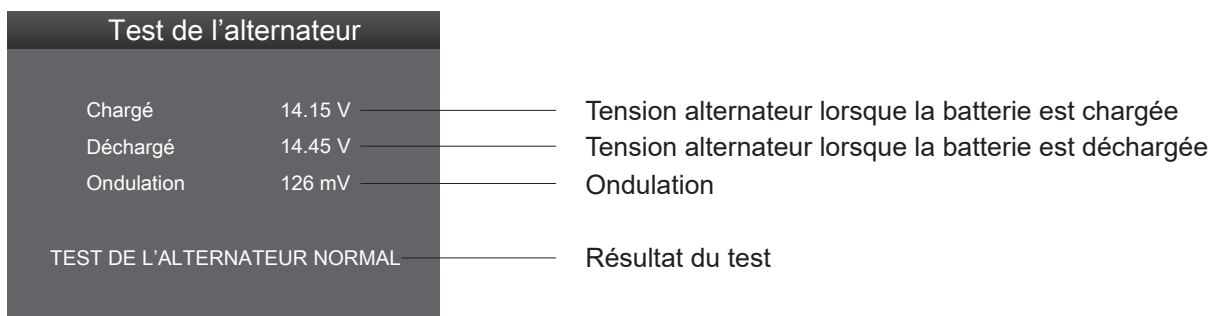 Test de l’alternateur
Chargé 14.15 V Tension alternateur lorsque la batterie est chargée
Déchargé 14.45 V Tension alternateur lorsque la batterie est déchargée
Ondulation 126 mV Ondulation
TEST DE L’ALTERNATEUR NORMAL Résultat du test